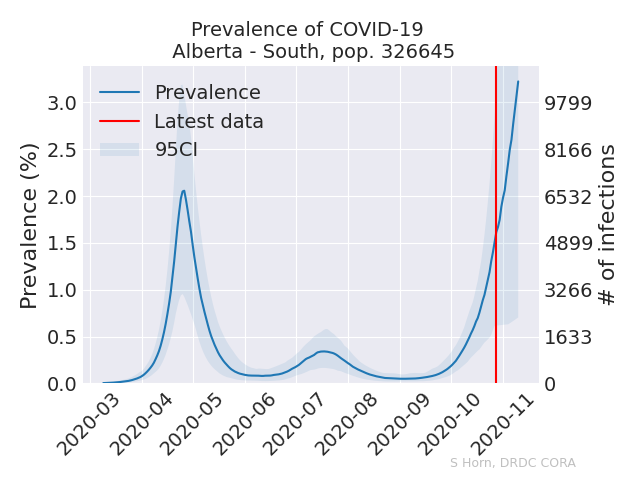 Prevalence of COVID-19
Alberta - South, pop. 326645
Prevalence
Latest data
95CI
Prevalence (%)
3.0
2.5
2.0
1.5
1.0
0.5
0.0
9799
8166
6532
4899
3266
1633
0
# of infections
2020-03
2020-04
2020-05
2020-06
2020-07
2020-08
2020-09
2020-10
2020-11
S Horn, DRDC CORA